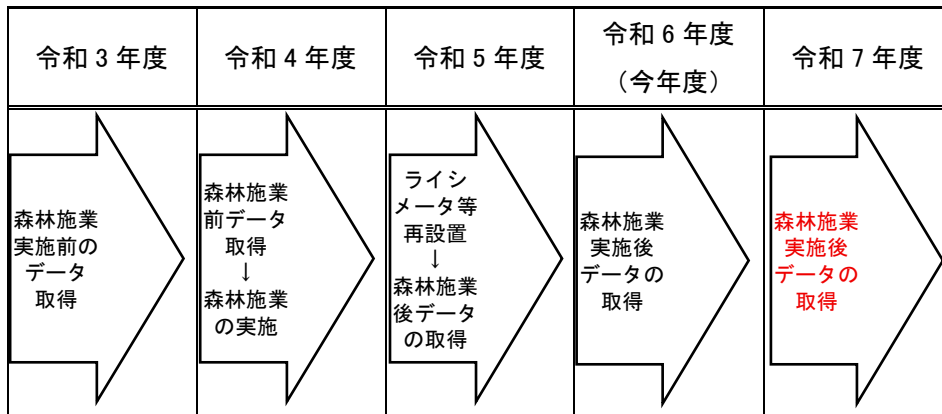 令和 3 年度
令和 4 年度
令和 5 年度
令和 6 年度
（今年度）
令和 7 年度
森林施業
実施前の
データ
取得
森林施業
前データ
取得
↓
森林施業
の実施
ライシ
メータ等
再設置
↓
森林施業
後データ
の取得
森林施業
実施後
データの
取得
森林施業
実施後
データの
取得